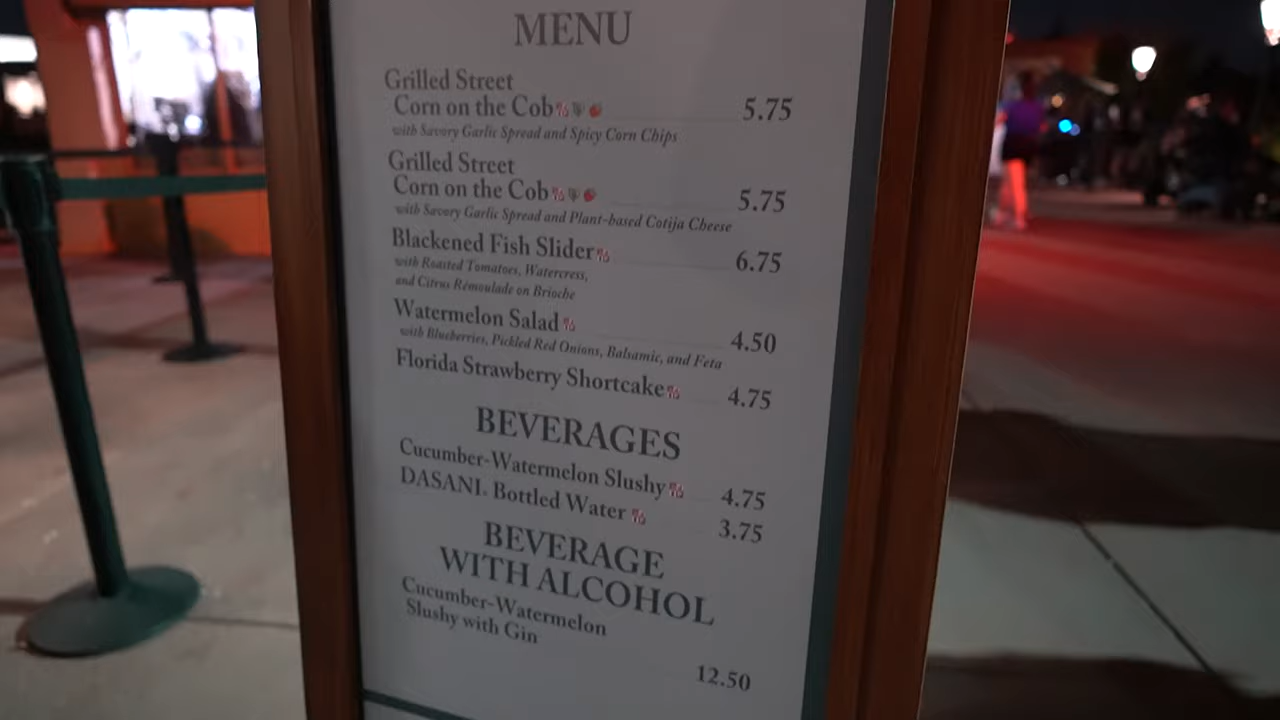 MENU
Grilled Street
Corn on the Cob 5.75
with Savory Garlic Spread and Spicy Corn Chips
Grilled Street
Corn on the Cob 5.75
with Savory Garlic Spread and Plant-based Cotija Cheese
Blackened Fish Slider 6.75
with Roasted Tomatoes, Watercress,
and Citrus Remoulade on Brioche
Watermelon Salad 4.50
with Blueberries, Pickled Red Onions, Balsamic, and Feta
Florida Strawberry Shortcake 4.75
BEVERAGES
Cucumber-Watermelon Slushy 4.75
DASANI® Bottled Water 3.75
BEVERAGE
WITH ALCOHOL
Cucumber-Watermelon
Slushy with Gin
12.50